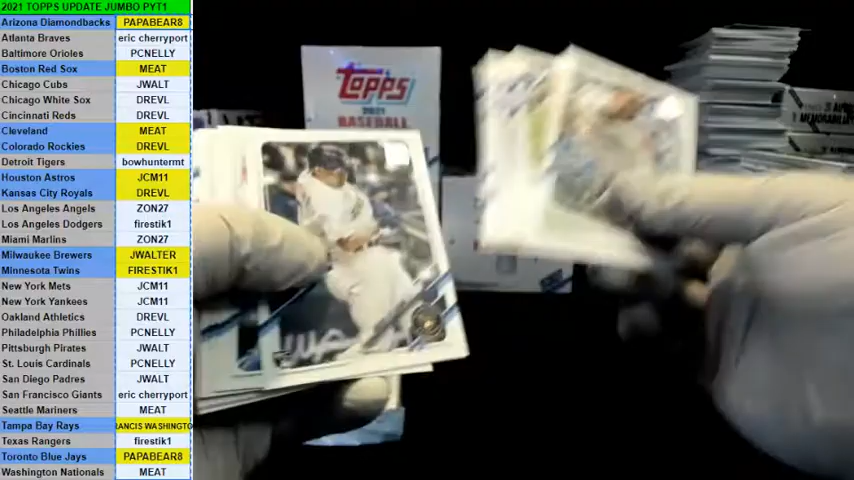 2021 TOPPS UPDATE JUMBO PYT1
Arizona Diamondbacks PAPABEAR8
Atlanta Braves eric cherryport
Baltimore Orioles PCNELLY
Boston Red Sox MEAT
Chicago Cubs JWALT
Chicago White Sox DREVL
Cincinnati Reds DREVL
Cleveland MEAT
Colorado Rockies DREVL
Detroit Tigers bowhunternt
Houston Astros JCM11
Kansas City Royals DREVL
Los Angeles Angels ZON27
Los Angeles Dodgers firestik1
Miami Marlins ZON27
Milwaukee Brewers JWALTER
Minnesota Twins FIRESTIK1
New York Mets JCM11
New York Yankees JCM11
Oakland Athletics DREVL
Philadelphia Phillies PCNELLY
Pittsburgh Pirates JWALT
St. Louis Cardinals PCNELLY
San Diego Padres JWALT
San Francisco Giants eric cherryport
Seattle Mariners MEAT
Tampa Bay Rays RANCIS WASHINGTO
Texas Rangers firestik1
Toronto Blue Jays PAPABEAR8
Washington Nationals MEAT
Topps
2021
BASEBALL